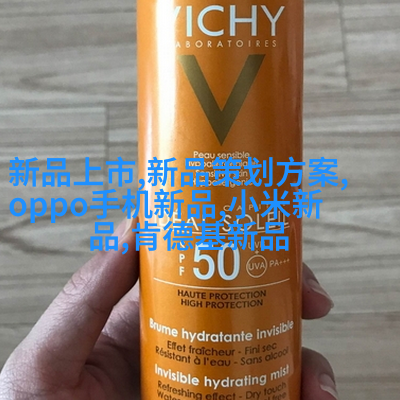 VICHY
LABORATOIRES
V
Peau sensible
新品上市,新品策划方案,
oppo手机新品,小米新
品,肯德基新品
SPF 50
UVA PA+++
HAUTE PROTECTION
HIGH PROTECTION
Brume hydratante invisible
Effet fraîcheur - Fini sec
Résistant à l'eau - Sans alcool
Invisible hydrating mist
Refreshing effect - Dry touch